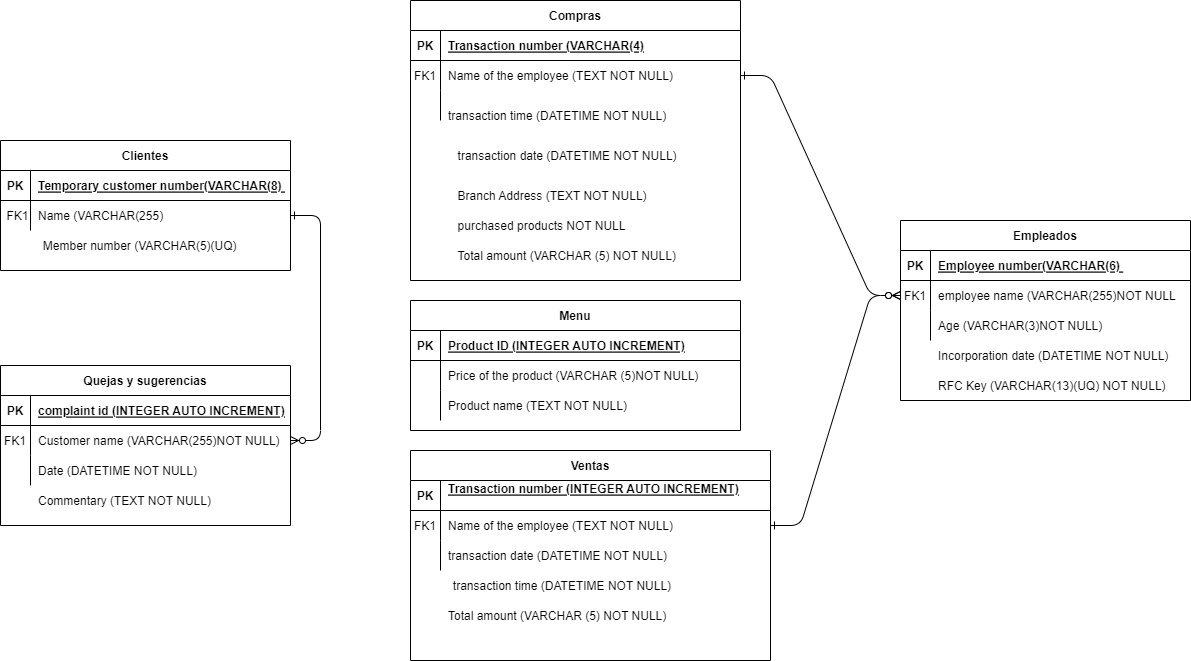 Compras
PK Transaction number (VARCHAR(4)
FK1 Name of the employee (TEXT NOT NULL)
transaction time (DATETIME NOT NULL)
transaction date (DATETIME NOT NULL)
Branch Address (TEXT NOT NULL)
purchased products NOT NULL
Total amount (VARCHAR (5) NOT NULL)
Clientes
PK Temporary customer number(VARCHAR(8)
FK1 Name (VARCHAR(255)
Member number (VARCHAR(5)(UQ)
Empleados
PK Employee number(VARCHAR(6)
FK1 employee name (VARCHAR(255)NOT NULL
Age (VARCHAR(3)NOT NULL)
Incorporation date (DATETIME NOT NULL)
RFC Key (VARCHAR(13)(UQ) NOT NULL)
Menu
PK Product ID (INTEGER AUTO INCREMENT)
Price of the product (VARCHAR (5)NOT NULL)
Product name (TEXT NOT NULL)
Quejas y sugerencias
PK complaint id (INTEGER AUTO INCREMENT)
FK1 Customer name (VARCHAR(255)NOT NULL)
Date (DATETIME NOT NULL)
Commentary (TEXT NOT NULL)
Ventas
PK Transaction number (INTEGER AUTO INCREMENT)
FK1 Name of the employee (TEXT NOT NULL)
transaction date (DATETIME NOT NULL)
transaction time (DATETIME NOT NULL)
Total amount (VARCHAR (5) NOT NULL)